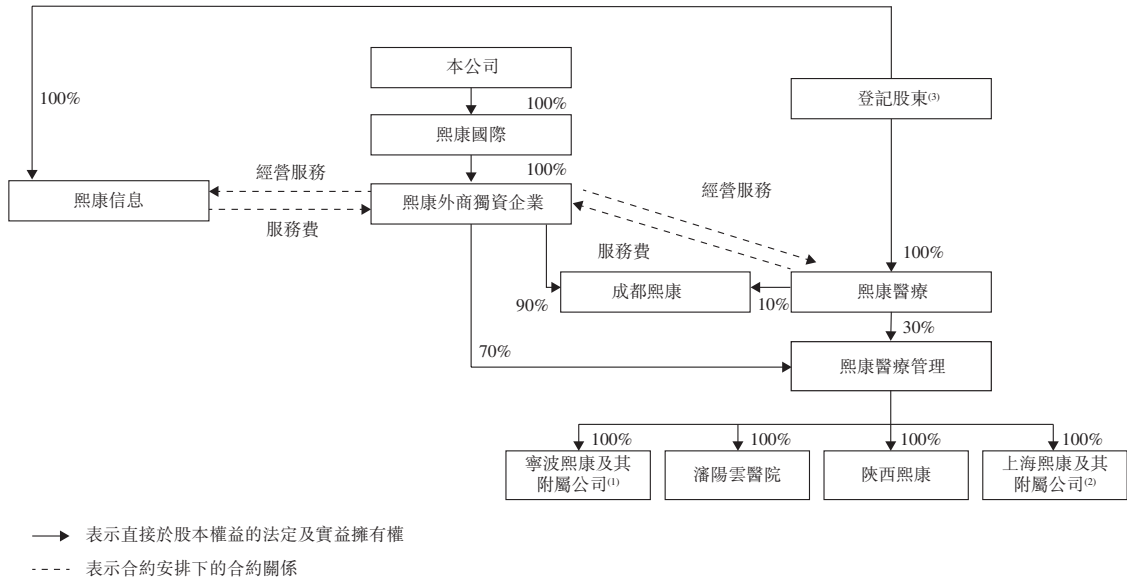 本公司
登記股東(3)
100%
100%
熙康國際
100%
經營服務
熙康信息
熙康外商獨資企業
經營服務
服務費
服務費
100%
成都熙康
熙康醫療
90%
10%
30%
70%
熙康醫療管理
100%
100%
100%
100%
寧波熙康及其
附屬公司(1)
瀋陽雲醫院
陝西熙康
上海熙康及其
附屬公司(2)
表示直接於股本權益的法定及實益擁有權
表示合約安排下的合約關係